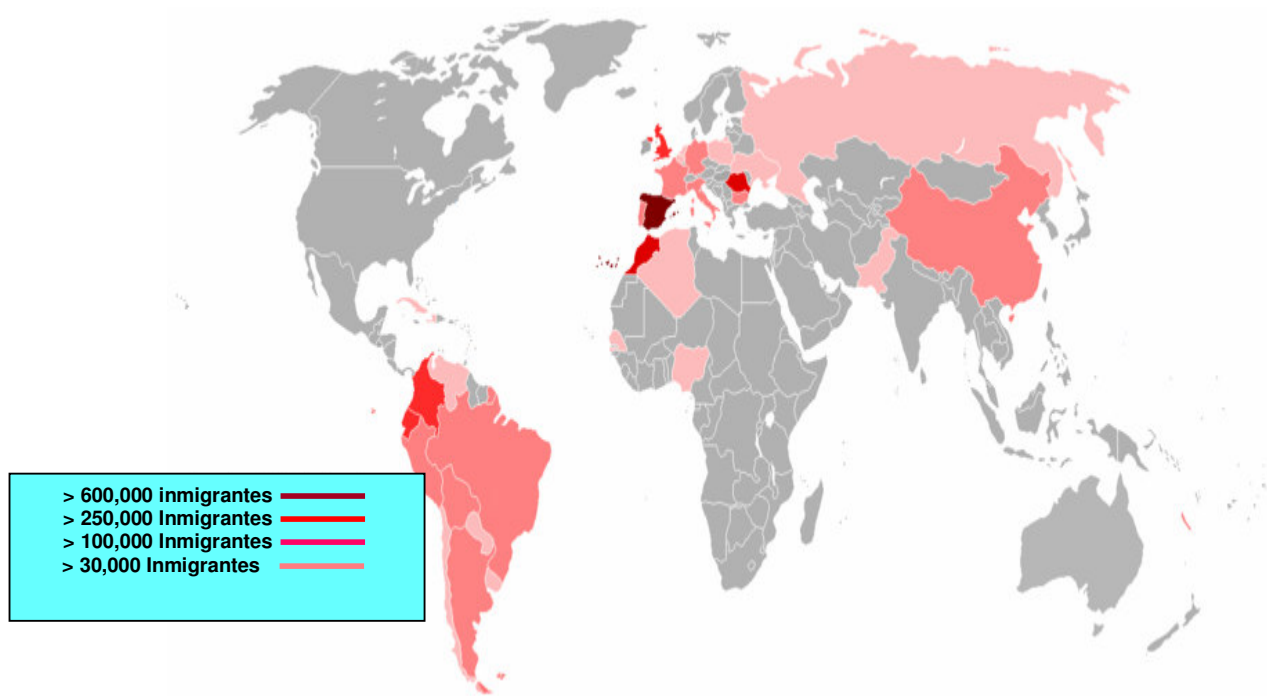 > 600,000 inmigrantes
> 250,000 Inmigrantes
> 100,000 Inmigrantes
> 30,000 Inmigrantes